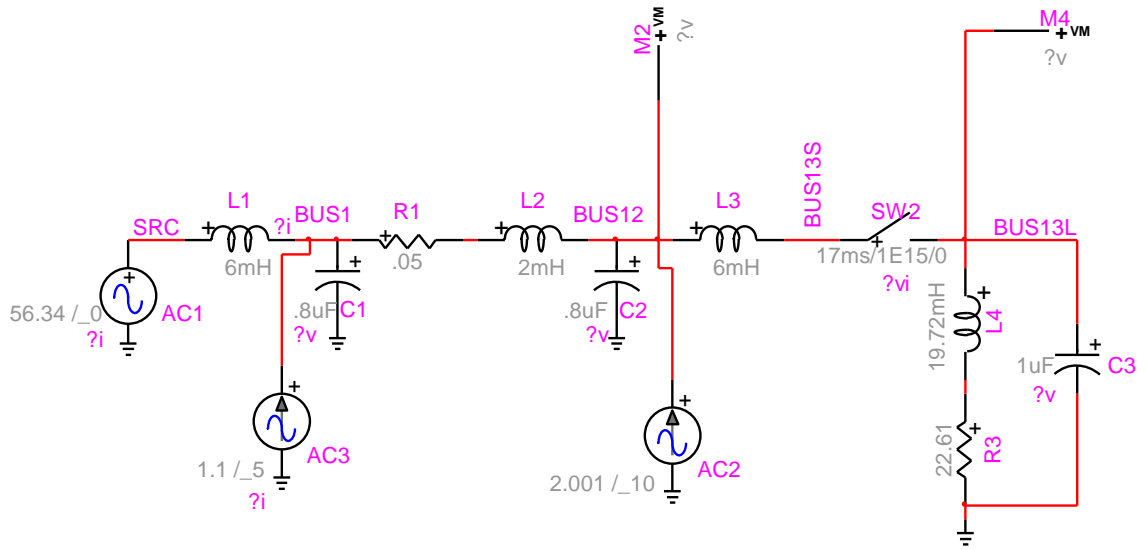 M4
VM
?v
VM
M2
?v
SRC
L1
?i
BUS1
R1
L2
BUS12
L3
BUS13S
SW2
BUS13L
6mH
.05
2mH
6mH
17ms/1E15/0
?vi
56.34 /_0
AC1
?i
.8uF
C1
?v
.8uF
C2
?v
19.72mH
L4
1uF
C3
?v
AC3
1.1 /_5
?i
AC2
2.001 /_10
22.61
R3